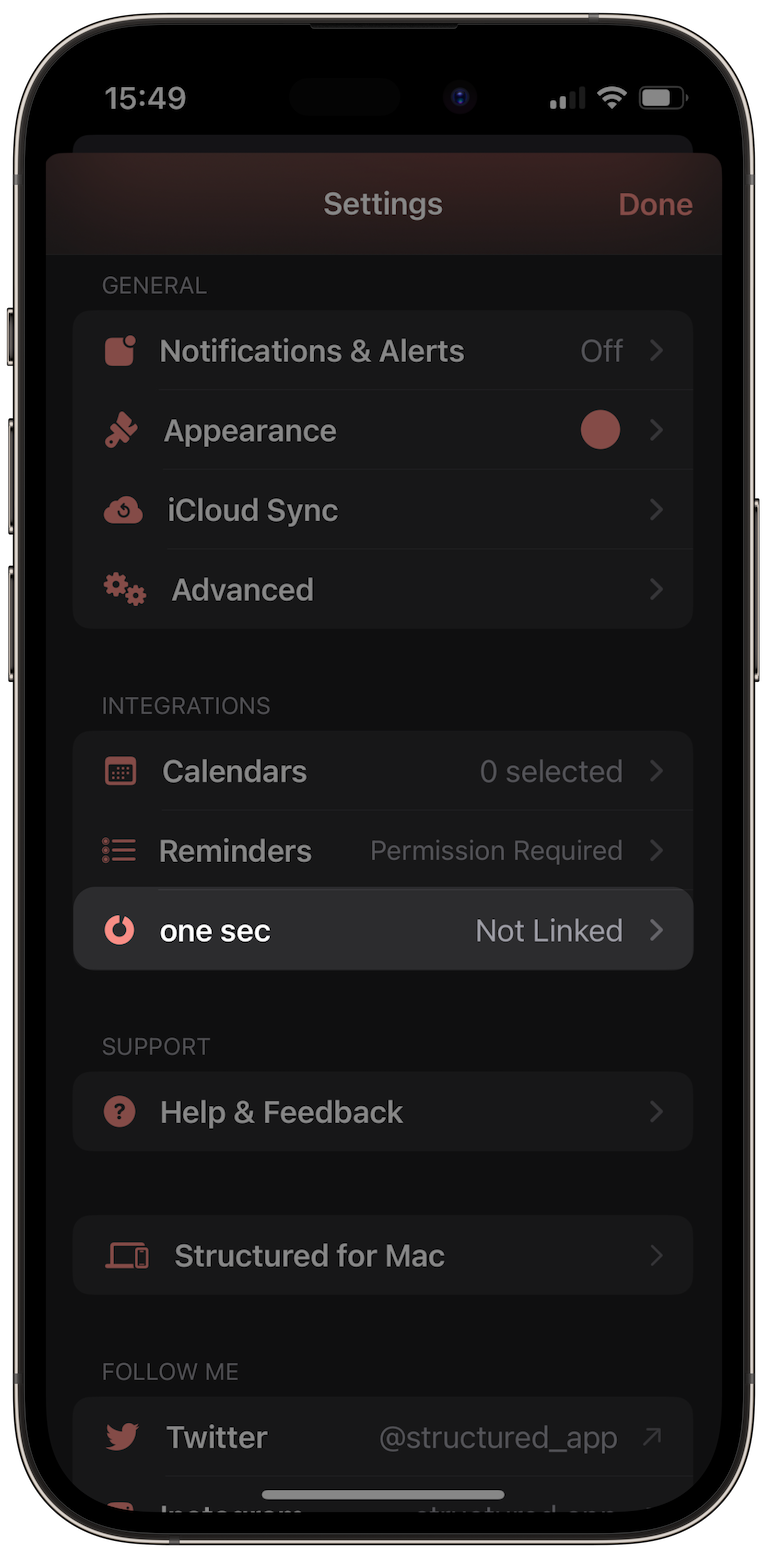 15:49
Settings
Done
GENERAL
Notifications & Alerts Off
Appearance
iCloud Sync
Advanced
INTEGRATIONS
Calendars 0 selected
Reminders Permission Required
one sec Not Linked
SUPPORT
? Help & Feedback
Structured for Mac
FOLLOW ME
Twitter @structured_app